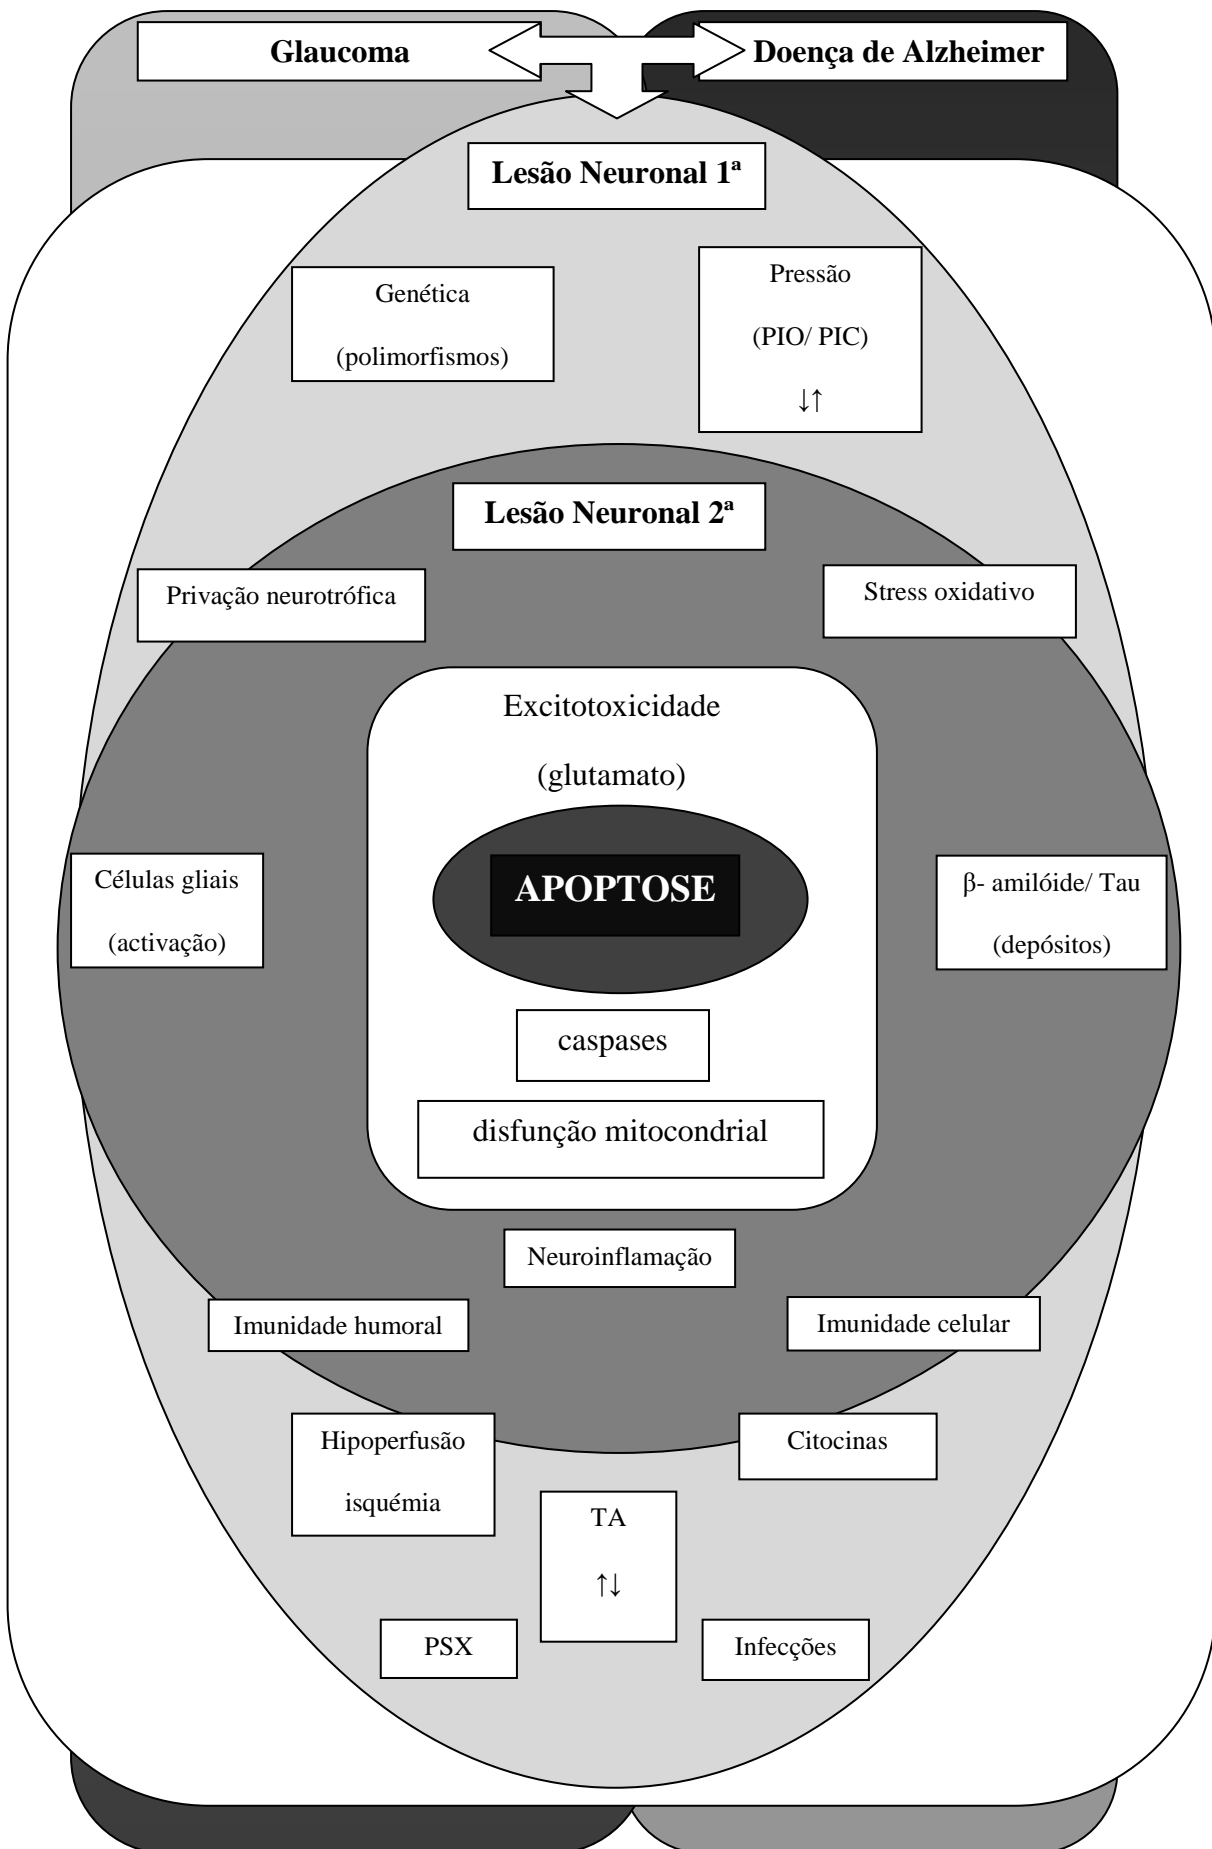 Glaucoma
Doença de Alzheimer
Lesão Neuronal 1ª
Genética
(polimorfismos)
Pressão
(PIO/ PIC)
↓↑
Lesão Neuronal 2ª
Privação neurotrófica
Stress oxidativo
Excitotoxicidade
(glutamato)
Células gliais
(activação)
APOPTOSE
β- amilóide/ Tau
(depósitos)
caspases
disfunção mitocondrial
Neuroinflamação
Imunidade humoral
Imunidade celular
Hipoperfusão
isquémia
Citocinas
TA
↑↓
PSX
Infecções